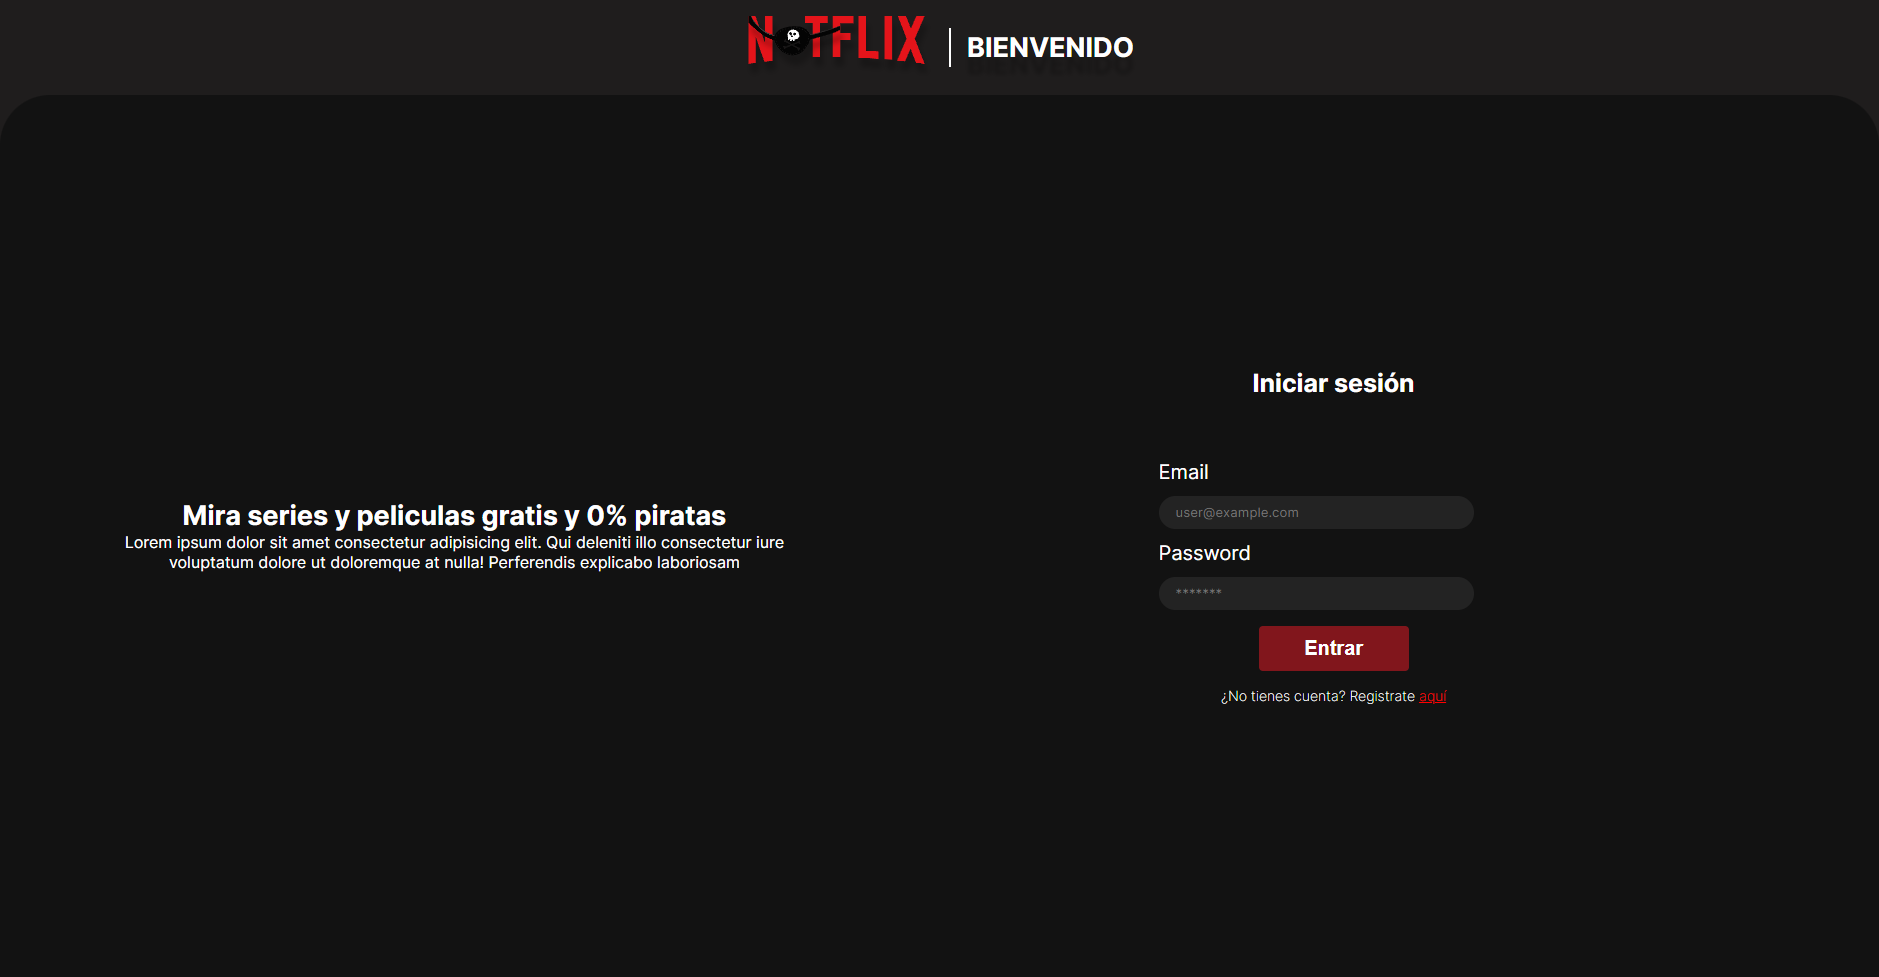 NOTFLIX
BIENVENIDO
Mira series y peliculas gratis y 0% piratas
Lorem ipsum dolor sit amet consectetur adipisicing elit. Qui deleniti illo consectetur iure
voluptatum dolore ut doloremque at nulla! Perferendis explicabo laboriosam
Iniciar sesión
Email
user@example.com
Password
*******
Entrar
¿No tienes cuenta? Registrate aquí